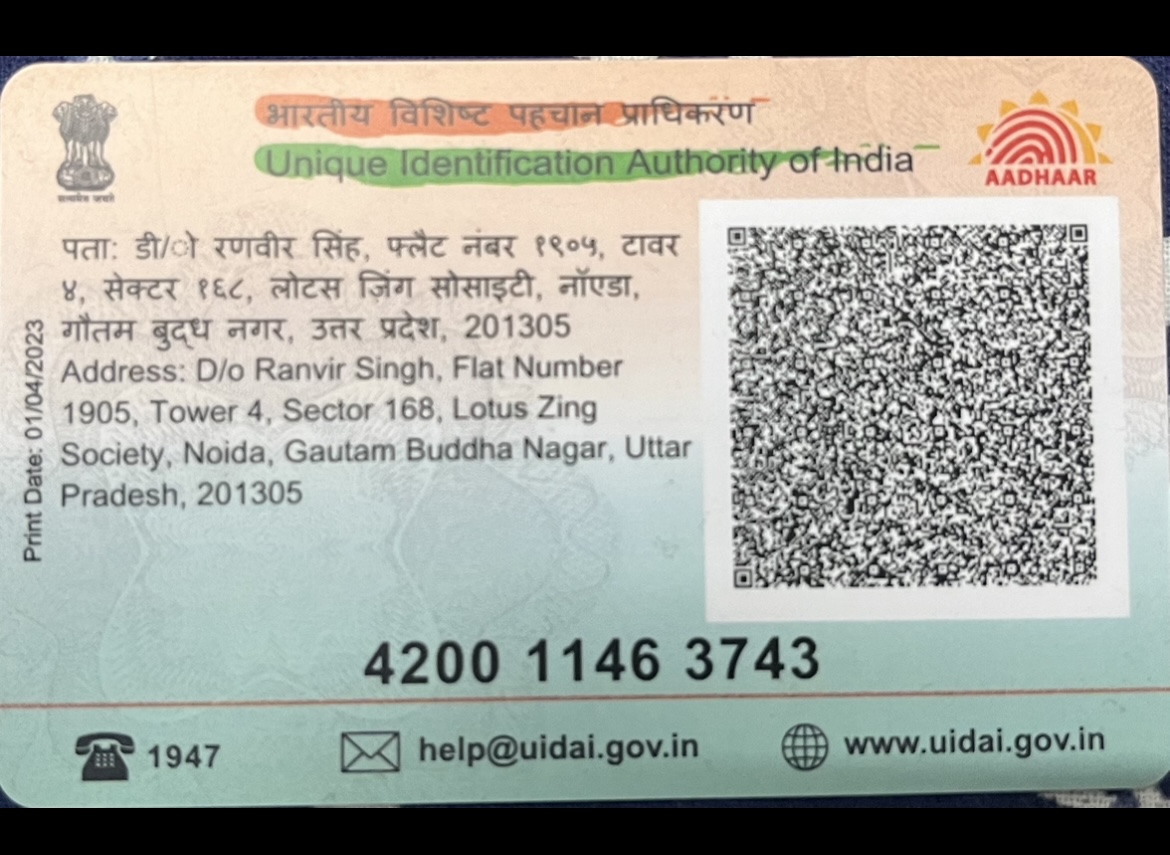 भारतीय विशिष्ट पहचान प्राधिकरण
Unique Identification Authority of India
AADHAAR
सत्यमेव जयते
पता: डी/ो रणवीर सिंह, फ्लैट नंबर १९०५, टावर
४, सेक्टर १६८, लोटस ज़िंग सोसाइटी, नॉएडा,
गौतम बुद्ध नगर, उत्तर प्रदेश, 201305
Address: D/o Ranvir Singh, Flat Number
1905, Tower 4, Sector 168, Lotus Zing
Society, Noida, Gautam Buddha Nagar, Uttar
Pradesh, 201305
Print Date: 01/04/2023
4200 1146 3743
1947
help@uidai.gov.in
www.uidai.gov.in